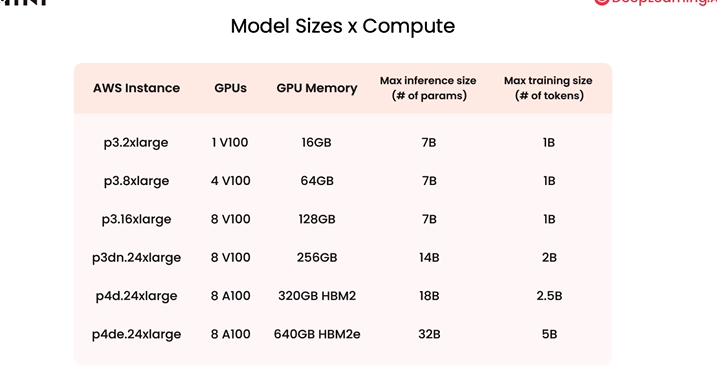 Model Sizes x Compute
AWS Instance GPUs GPU Memory Max inference size (# of params) Max training size (# of tokens)
p3.2xlarge 1 V100 16GB 7B 1B
p3.8xlarge 4 V100 64GB 7B 1B
p3.16xlarge 8 V100 128GB 7B 1B
p3dn.24xlarge 8 V100 256GB 14B 2B
p4d.24xlarge 8 A100 320GB HBM2 18B 2.5B
p4de.24xlarge 8 A100 640GB HBM2e 32B 5B